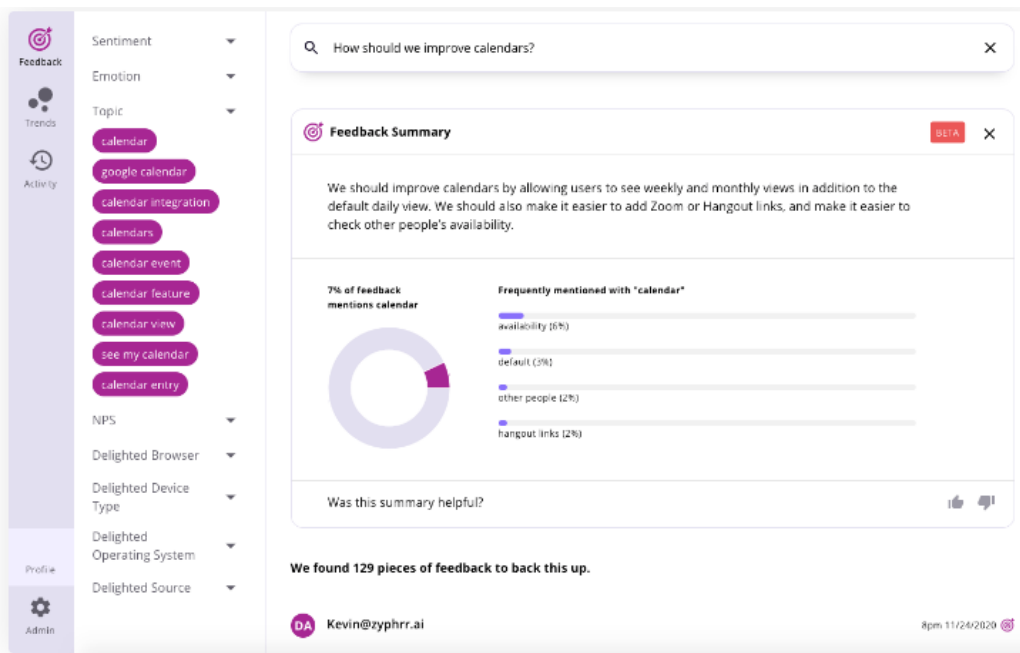 Feedback
Trends
Activity
Profile
Admin
Sentiment
Emotion
Topic
calendar
google calendar
calendar integration
calendars
calendar event
calendar feature
calendar view
see my calendar
calendar entry
NPS
Delighted Browser
Delighted Device
Type
Delighted
Operating System
Delighted Source
How should we improve calendars?
Feedback Summary
BETA
We should improve calendars by allowing users to see weekly and monthly views in addition to the
default daily view. We should also make it easier to add Zoom or Hangout links, and make it easier to
check other people's availability.
7% of feedback
mentions calendar
Frequently mentioned with "calendar"
availability (6%)
default (3%)
other people (2%)
hangout links (2%)
Was this summary helpful?
We found 129 pieces of feedback to back this up.
DA
Kevin@zyphrr.ai
8pm 11/24/2020